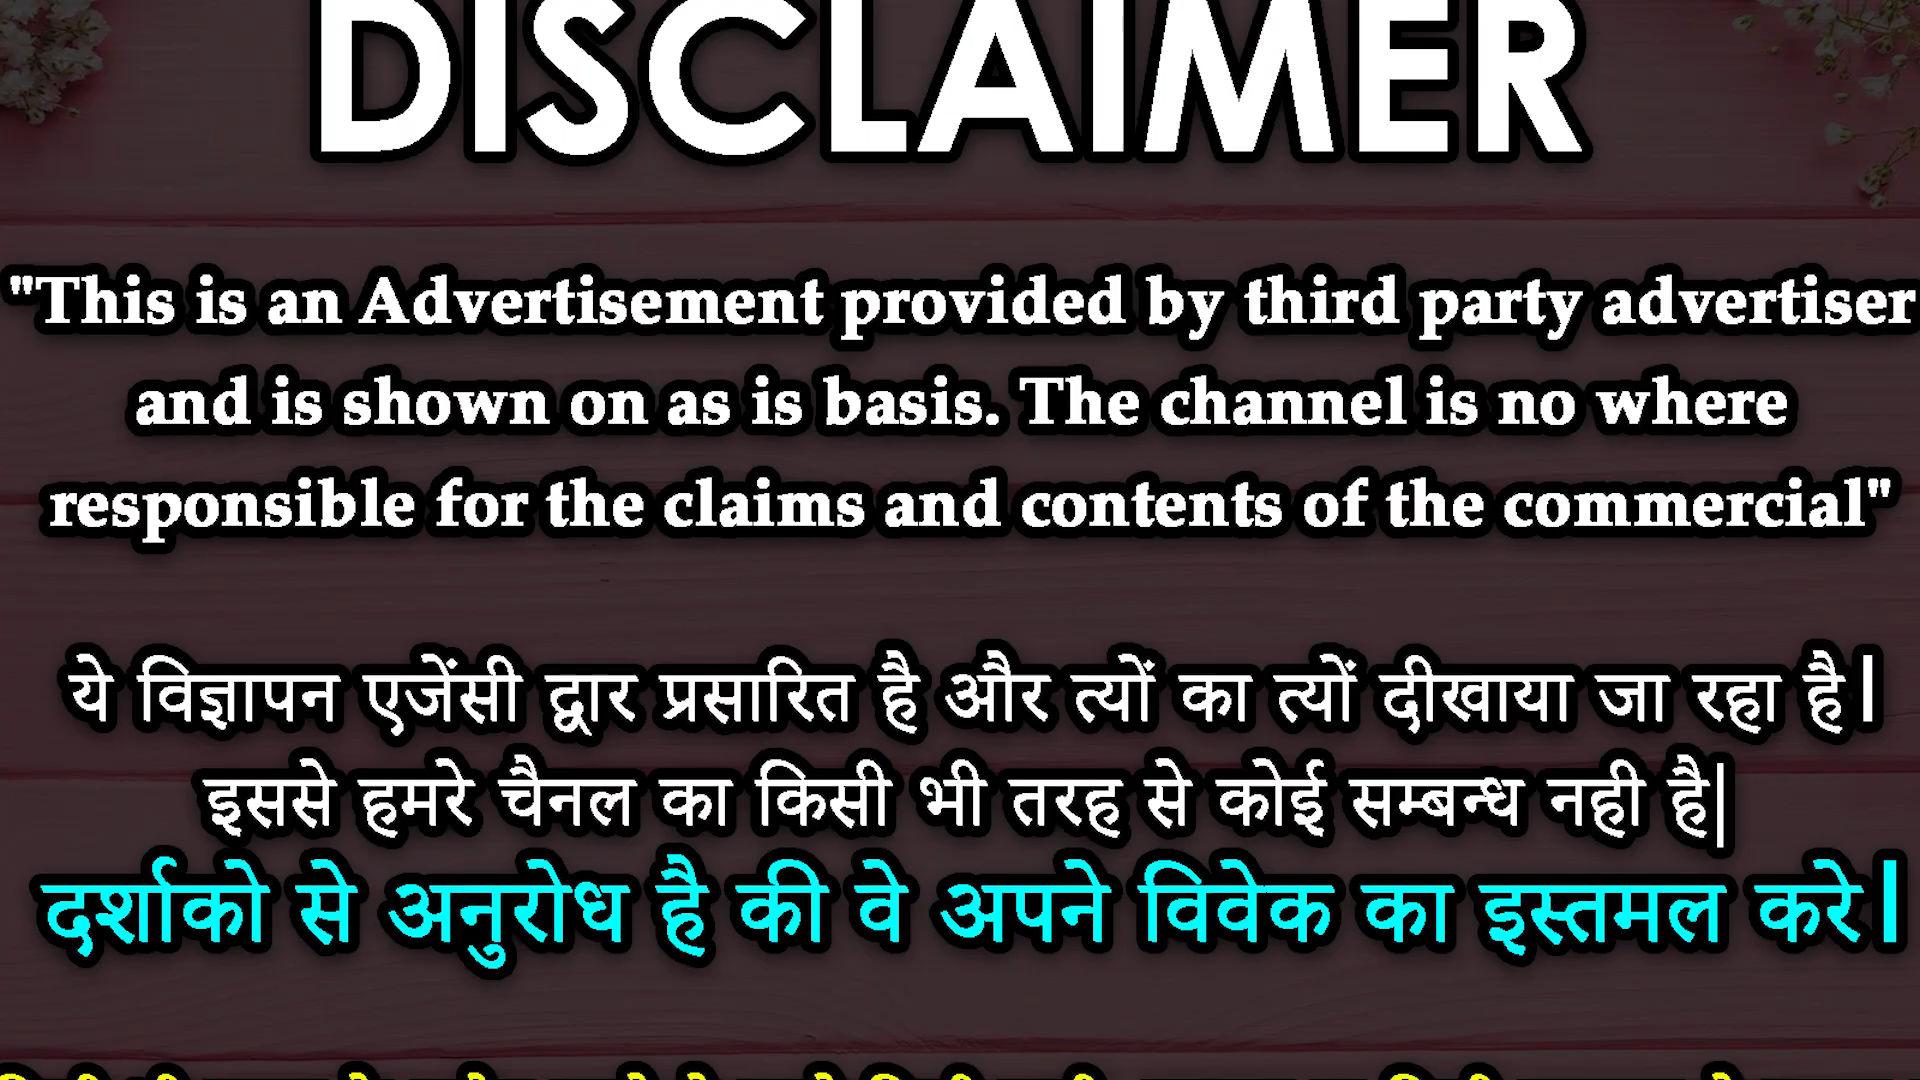 DISCLAIMER
"This is an Advertisement provided by third party advertiser
and is shown on as is basis. The channel is no where
responsible for the claims and contents of the commercial"
ये विज्ञापन एजेंसी द्वार प्रसारित है और त्यों का त्यों दीखाया जा रहा है|
इससे हमरे चैनल का किसी भी तरह से कोई सम्बन्ध नही है|
दर्शाको से अनुरोध है की वे अपने विवेक का इस्तमल करे|